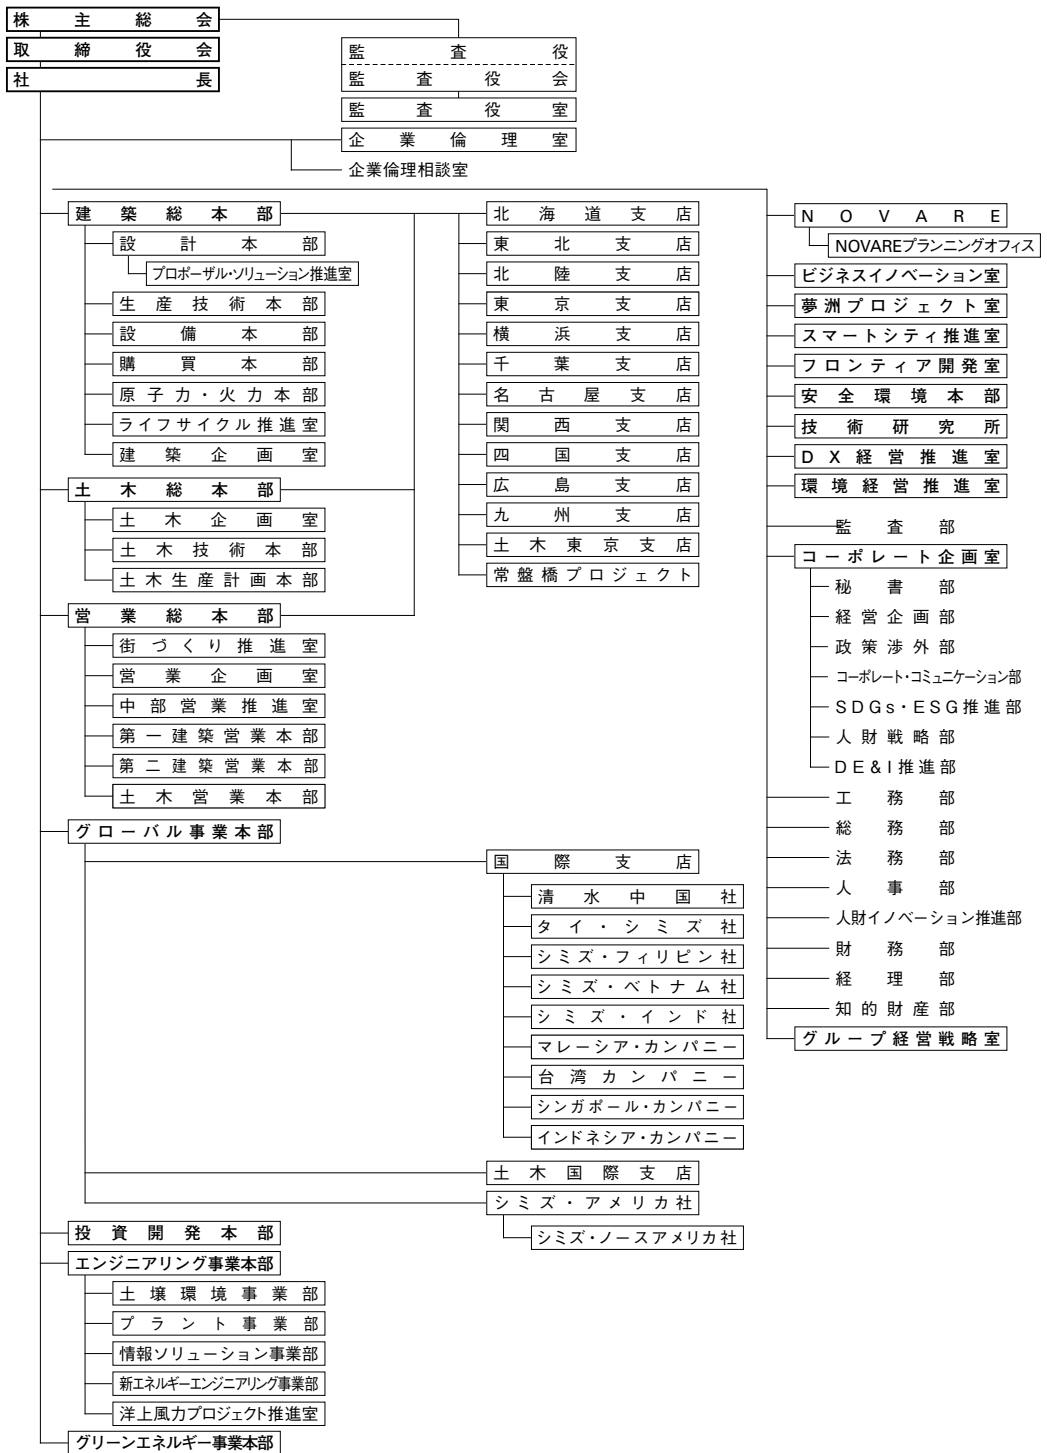 株主総会
取締役会
社長
監査役
監査役会
監査役室
企業倫理室
企業倫理相談室
建築総本部
設計本部
プロポーザル・ソリューション推進室
生産技術本部
設備本部
購買本部
原子力・火力本部
ライフサイクル推進室
建築企画室
土木総本部
土木企画室
土木技術本部
土木生産計画本部
営業総本部
街づくり推進室
営業企画室
中部営業推進室
第一建築営業本部
第二建築営業本部
土木営業本部
北海道支店
東北支店
北陸支店
東京支店
横浜支店
千葉支店
名古屋支店
関西支店
四国支店
広島支店
九州支店
土木東京支店
常盤橋プロジェクト
グローバル事業本部
国際支店
清水中国社
タイ・シミズ社
シミズ・フィリピン社
シミズ・ベトナム社
シミズ・インド社
マレーシア・カンパニー
台湾カンパニー
シンガポール・カンパニー
インドネシア・カンパニー
土木国際支店
シミズ・アメリカ社
シミズ・ノースアメリカ社
投資開発本部
エンジニアリング事業本部
土壌環境事業部
プラント事業部
情報ソリューション事業部
新エネルギーエンジニアリング事業部
洋上風力プロジェクト推進室
グリーンエネルギー事業本部
NOVARE
NOVAREプランニングオフィス
ビジネスイノベーション室
夢洲プロジェクト室
スマートシティ推進室
フロンティア開発室
安全環境本部
技術研究所
DX経営推進室
環境経営推進室
監査部
コーポレート企画室
秘書部
経営企画部
政策渉外部
コーポレート・コミュニケーション部
SDGs・ESG推進部
人財戦略部
DE&I推進部
工務部
総務部
法務部
人事部
人財イノベーション推進部
財務部
経理部
知的財産部
グループ経営戦略室